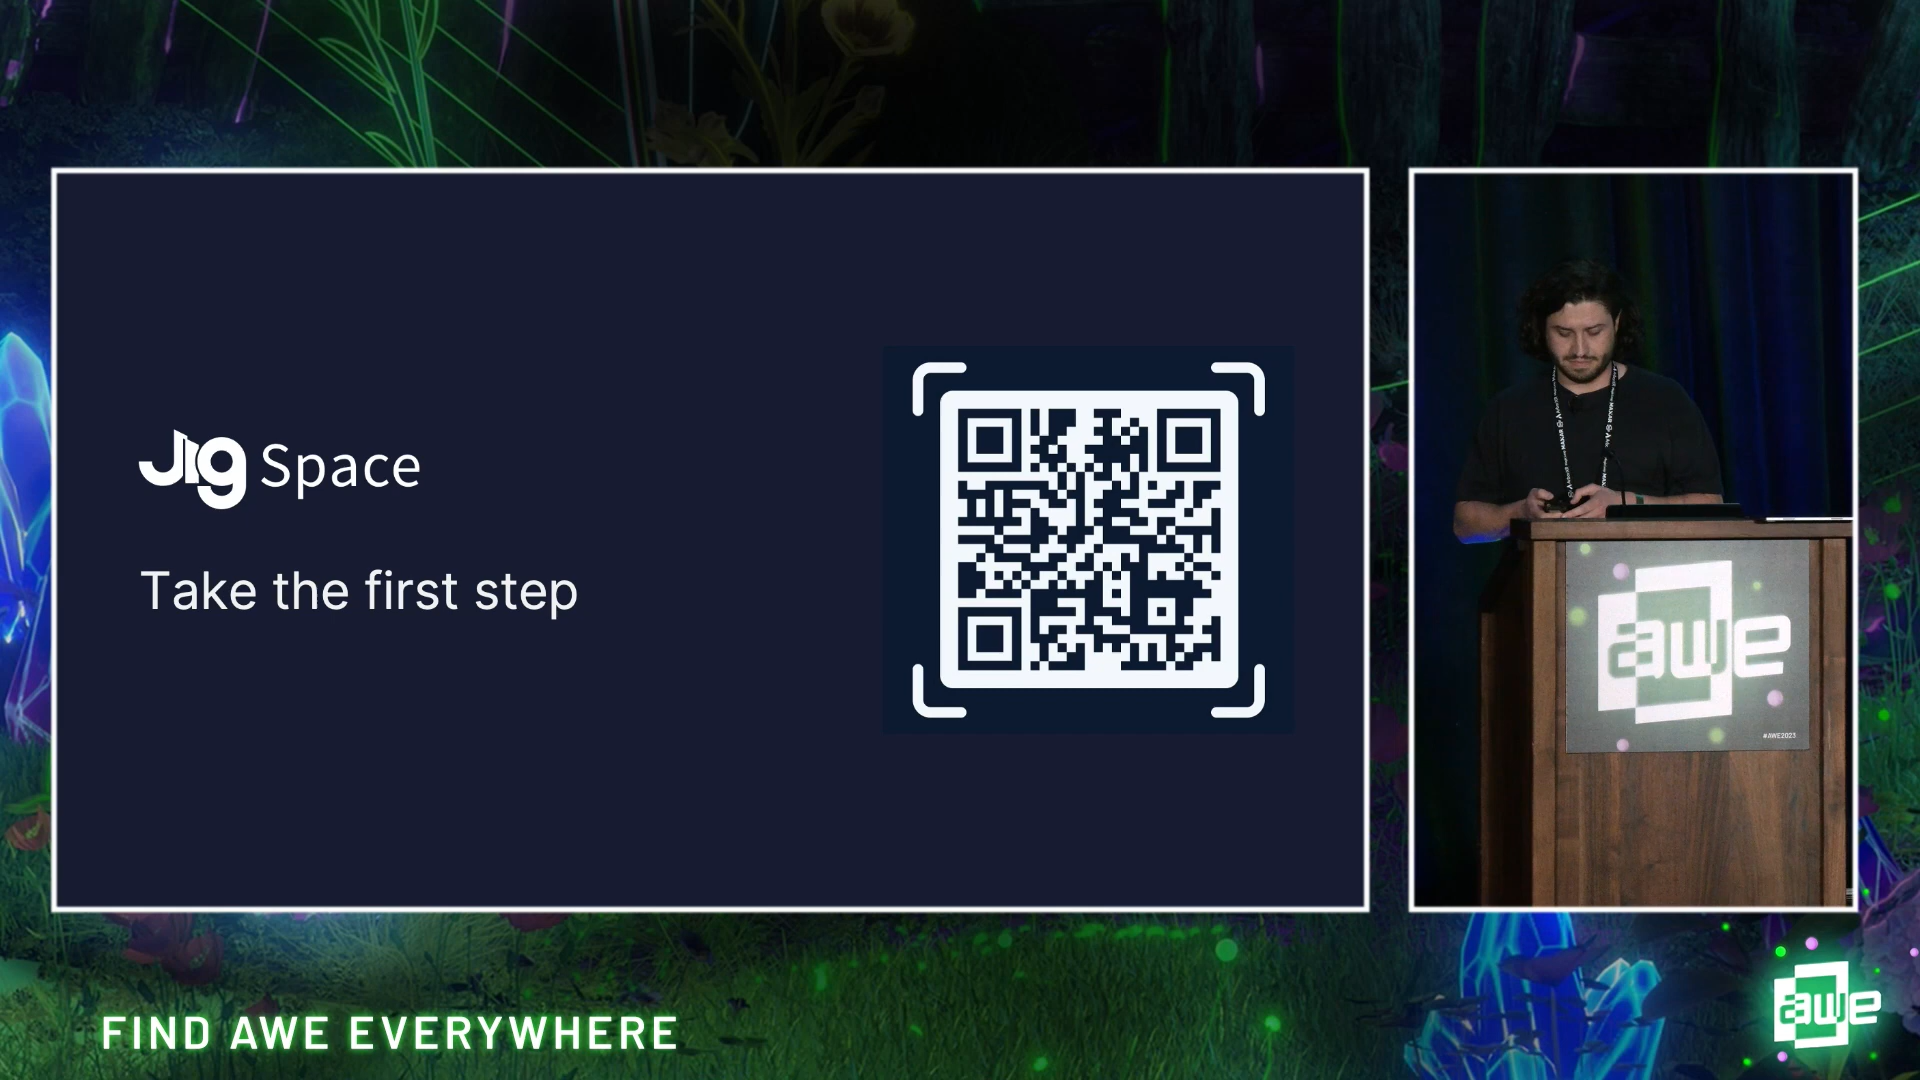 Jig Space
Take the first step
awe
#AWE2023
FIND AWE EVERYWHERE
awe